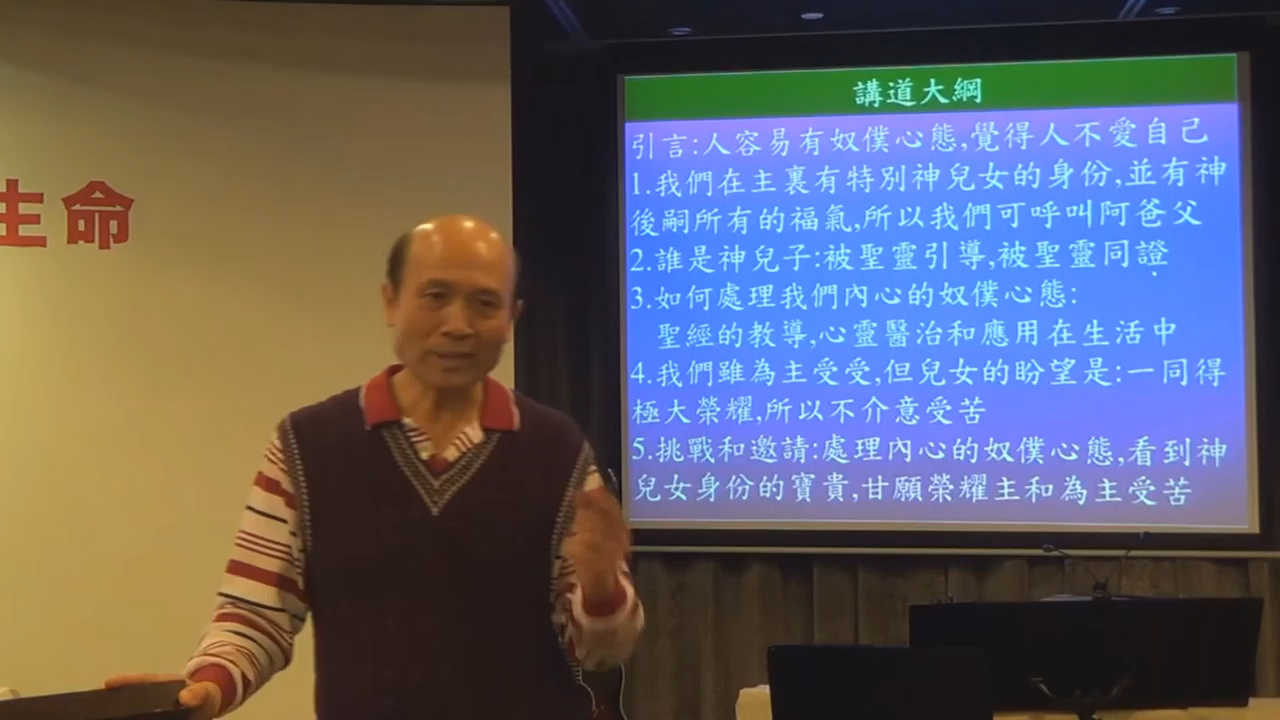 生命
講道大綱
引言:人容易有奴僕心態,覺得人不愛自己
1.我們在主裏有特別神兒女的身份,並有神
後嗣所有的福氣,所以我們可呼叫阿爸父
2.誰是神兒子:被聖靈引導,被聖靈同證
3.如何處理我們內心的奴僕心態:
聖經的教導,心靈醫治和應用在生活中
4.我們雖為主受受,但兒女的盼望是:一同得
極大榮耀,所以不介意受苦
5.挑戰和邀請:處理內心的奴僕心態,看到神
兒女身份的寶貴,甘願榮耀主和為主受苦